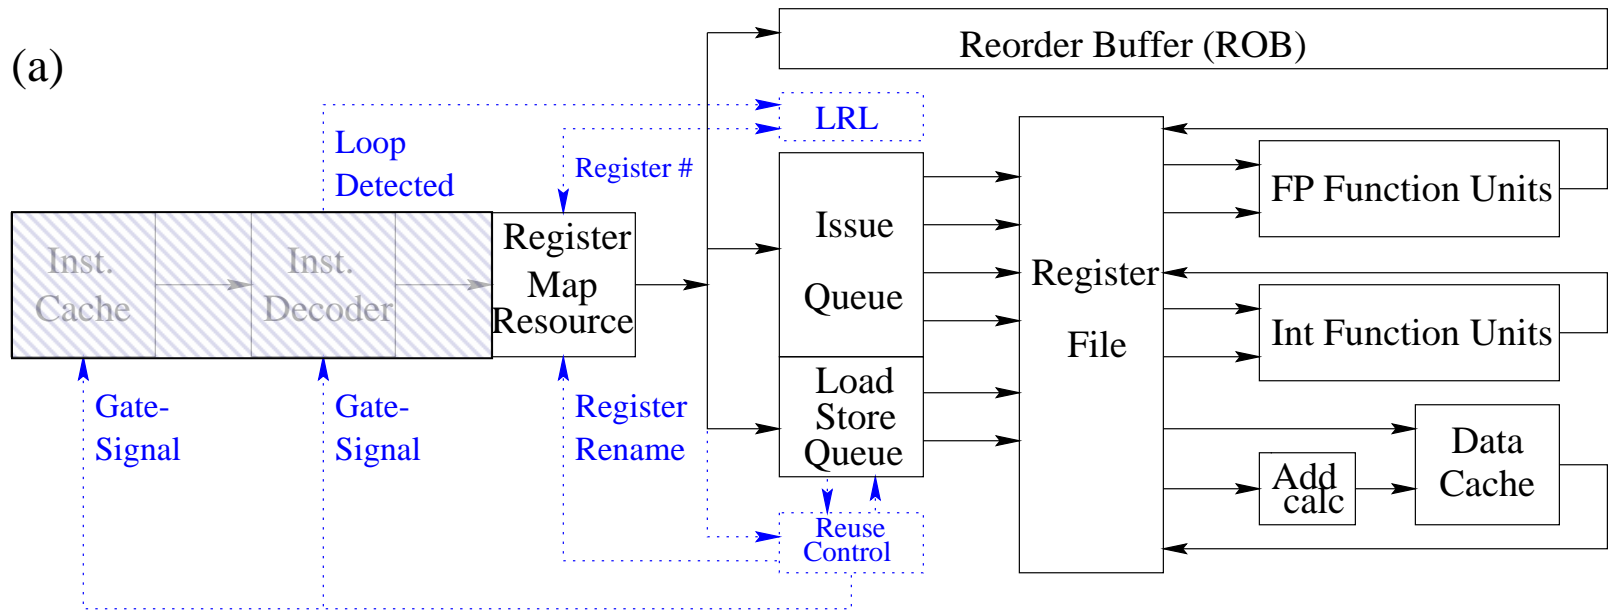 (a)
Reorder Buffer (ROB)
LRL
Loop
Detected
Register #
Inst.
Cache
Inst.
Decoder
Register
Map
Resource
Issue
Queue
Load
Store
Queue
Register
File
FP Function Units
Int Function Units
Add
calc
Data
Cache
Gate-
Signal
Gate-
Signal
Register
Rename
Reuse
Control